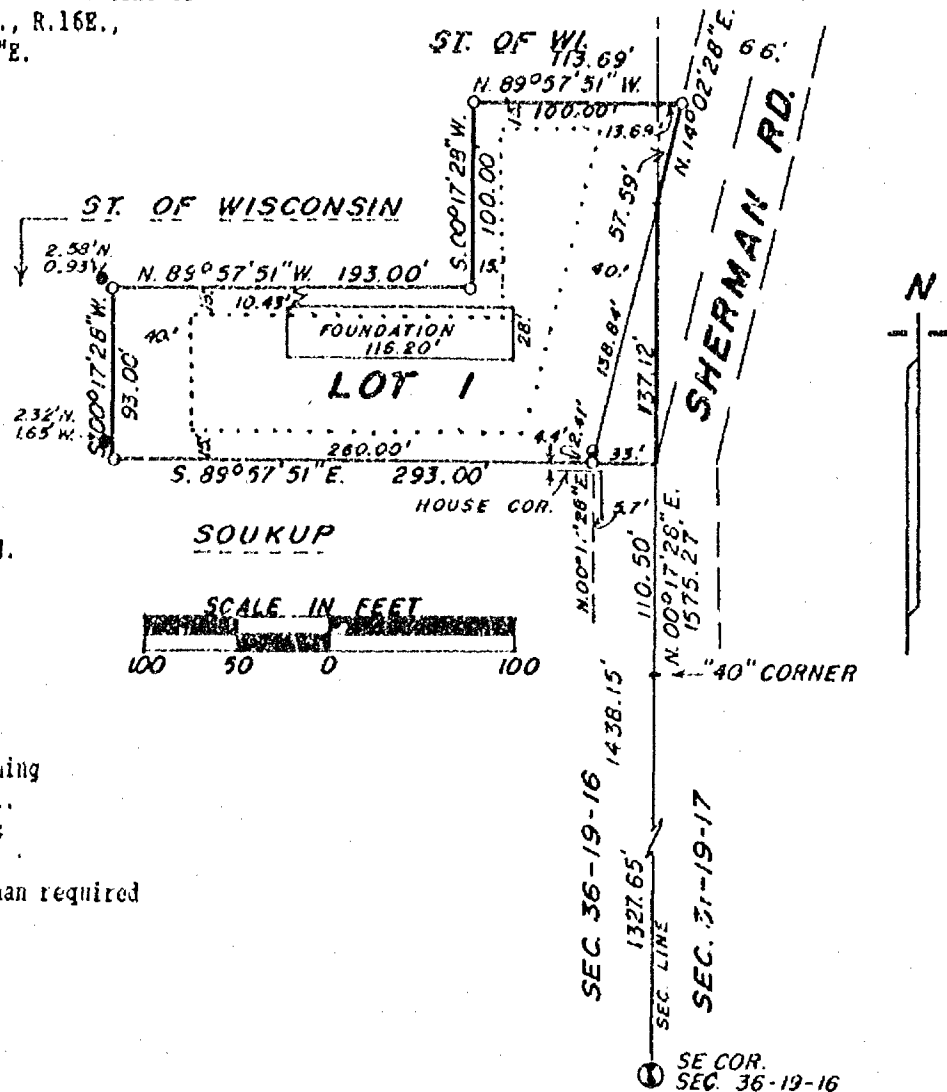 ., R.16E.,
"E.
ST. OF WI.
113.69'
N. 89°57'51"W.
100.00'
66.'
N. 14°02'28"E.
15.'
13.69'
SHERMAN RD.
S.00°17'28"W.
100.00'
57.59'
ST. OF WISCONSIN
2.58'N.
0.93'W
N. 89°57'51"W. 193.00'
15.'
15.'
10.43'
40.'
40.'
FOUNDATION
116.20'
28.'
138.84'
137.12'
N
LOT 1
S.00°17'28"W.
93.00'
2.32'N.
1.65'W.
15.'
260.00'
4.4'
2.41'
33.'
S. 89°57'51"E. 293.00'
HOUSE COR.
5.7'
SOUKUP
110.50'
N. 00°17'28"E.
1575.27'
SCALE IN FEET
100 50 0 100
"40" CORNER
1438.15'
SEC. 36-19-16
1327.65'
SEC. LINE
SEC. 31-19-17
an required
SE COR.
SEC. 36-19-16